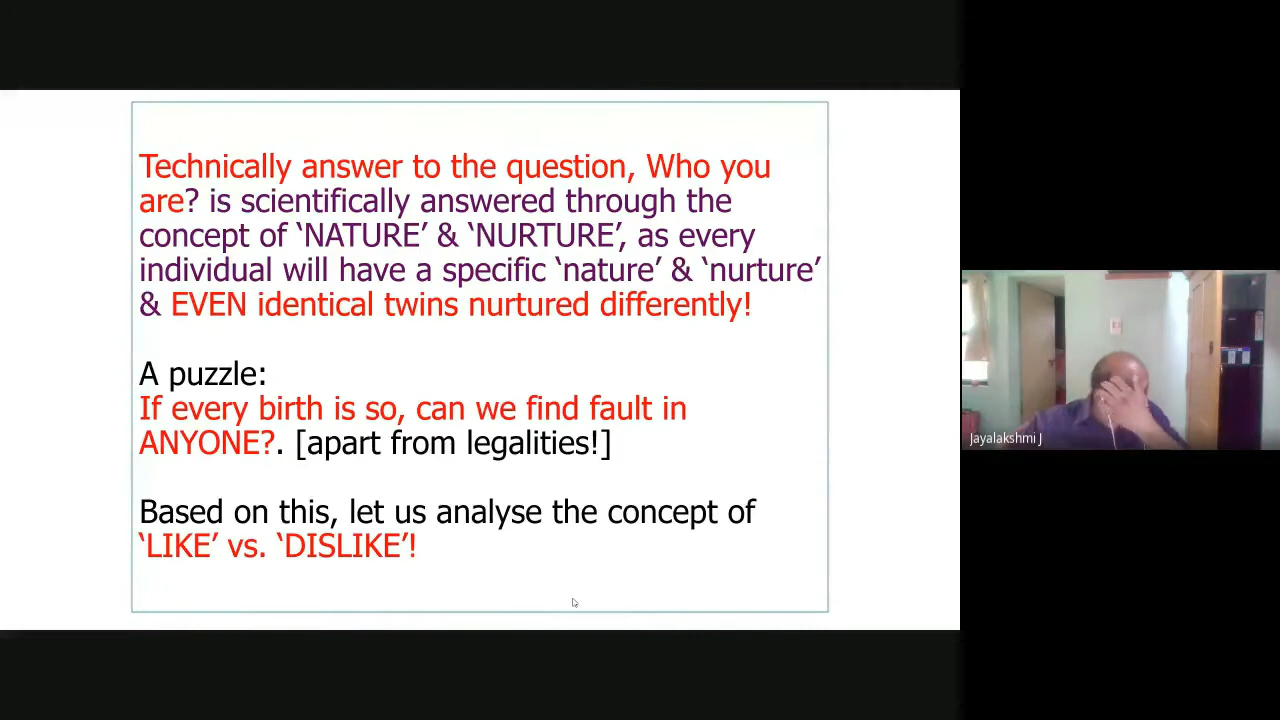 Technically answer to the question, Who you
are? is scientifically answered through the
concept of ‘NATURE’ & ‘NURTURE’, as every
individual will have a specific ‘nature’ & ‘nurture’
& EVEN identical twins nurtured differently!
A puzzle:
If every birth is so, can we find fault in
ANYONE?. [apart from legalities!]
Based on this, let us analyse the concept of
‘LIKE’ vs. ‘DISLIKE’!
Jayalakshmi J